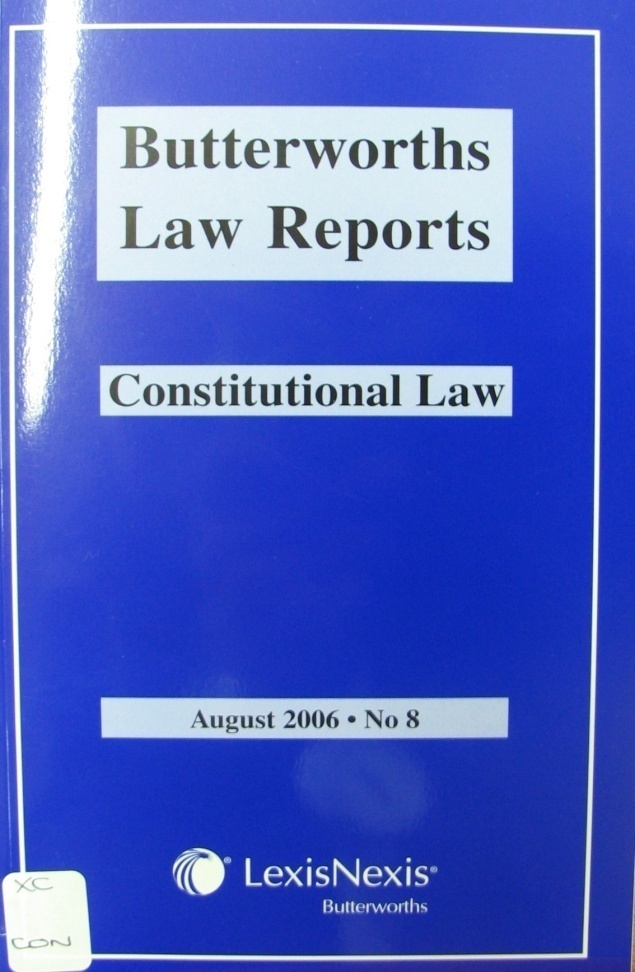 Butterworths
Law Reports
Constitutional Law
August 2006 • No 8
® LexisNexis®
Butterworths
XC
CON